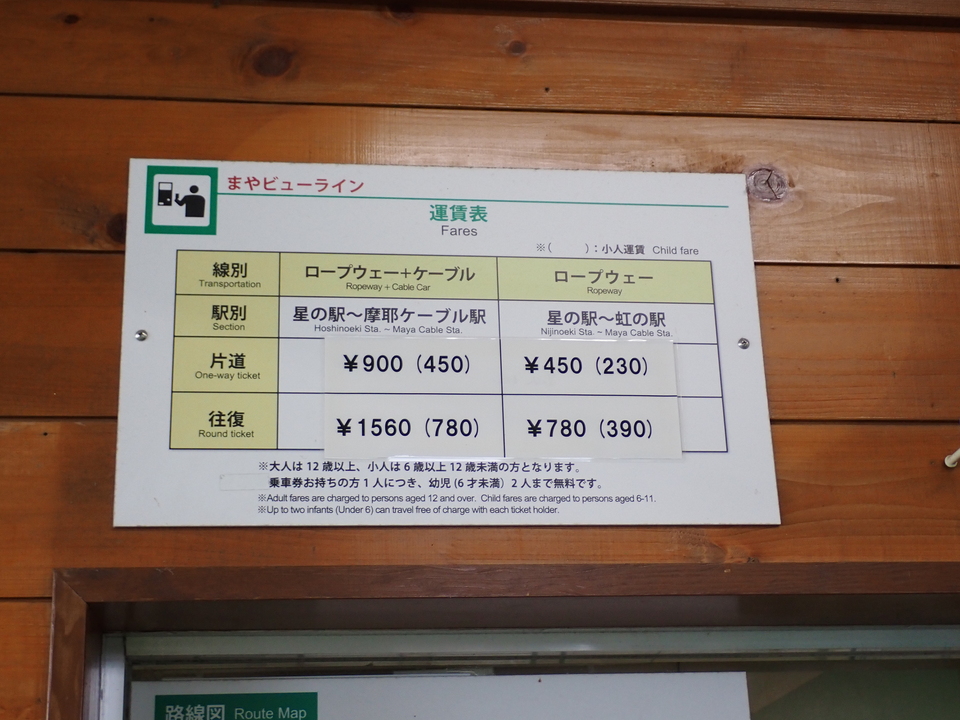 まやビューライン
運賃表
Fares
※(　　):小人運賃 Child fare
線別 ロープウェー+ケーブル ロープウェー
Transportation Ropeway + Cable Car Ropeway
駅別 星の駅〜摩耶ケーブル駅 星の駅〜虹の駅
Section Hoshinoeki Sta. ~ Maya Cable Sta. Nijinoeki Sta. ~ Maya Cable Sta.
片道 ¥900 (450) ¥450 (230)
One-way ticket
往復 ¥1560 (780) ¥780 (390)
Round ticket
※大人は12歳以上、小人は6歳以上12歳未満の方となります。
乗車券お持ちの方1人につき、幼児(6才未満)2人まで無料です。
※Adult fares are charged to persons aged 12 and over. Child fares are charged to persons aged 6-11.
※Up to two infants (Under 6) can travel free of charge with each ticket holder.
路線図 Route Map